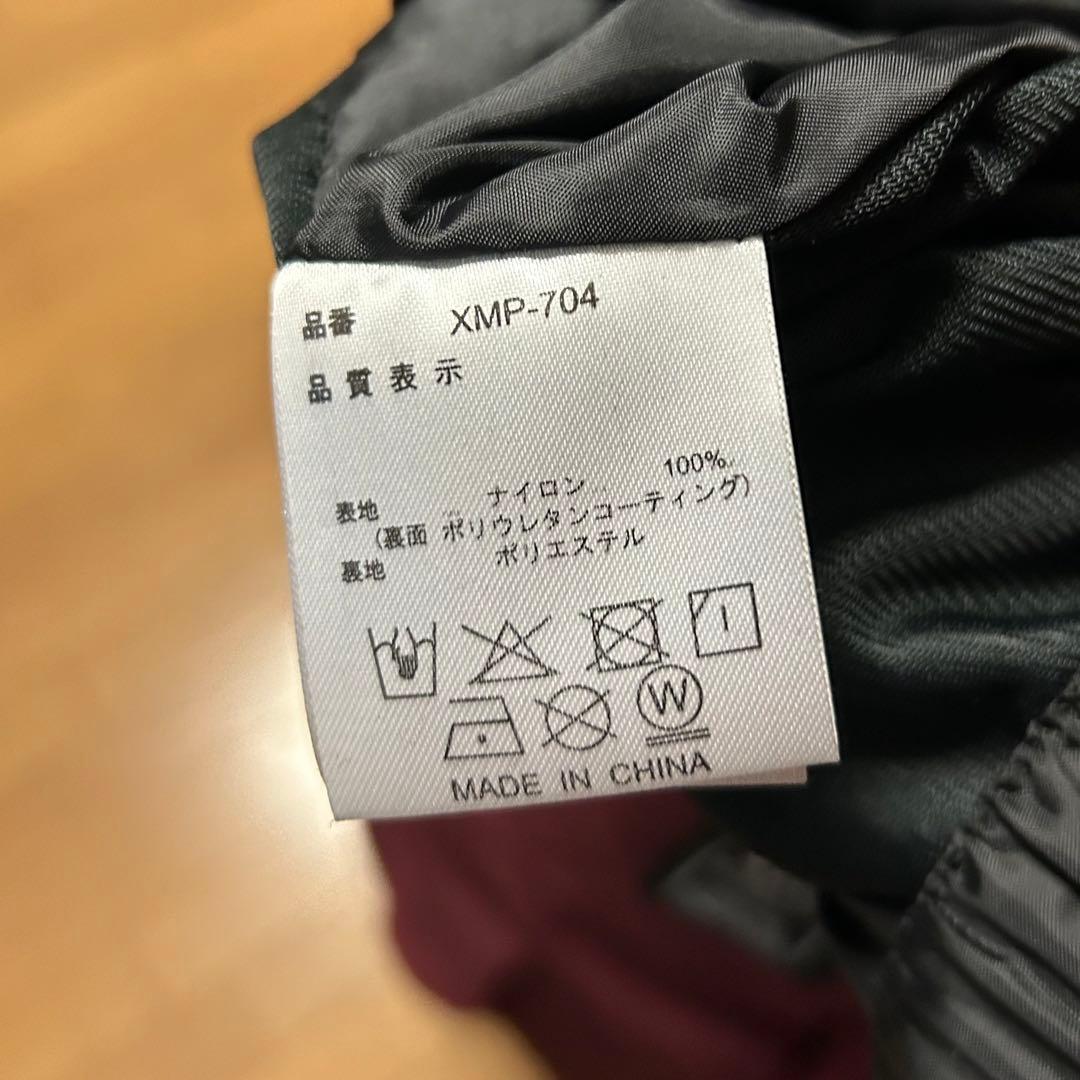 品番 XMP-704
品質表示
表地 ナイロン 100%
(裏面 ポリウレタンコーティング)
裏地 ポリエステル
W
MADE IN CHINA